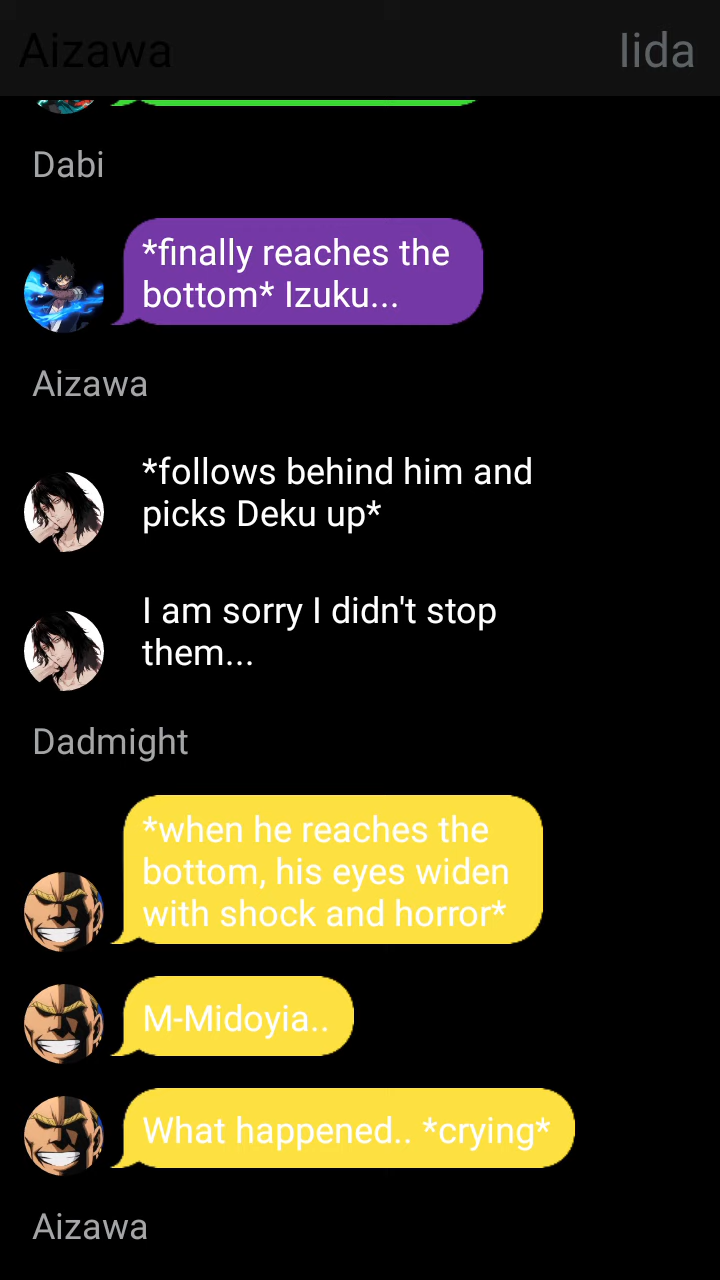 Aizawa
Iida
Dabi
*finally reaches the
bottom* Izuku...
Aizawa
*follows behind him and
picks Deku up*
I am sorry I didn't stop
them...
Dadmight
*when he reaches the
bottom, his eyes widen
with shock and horror*
M-Midoyia..
What happened.. *crying*
Aizawa